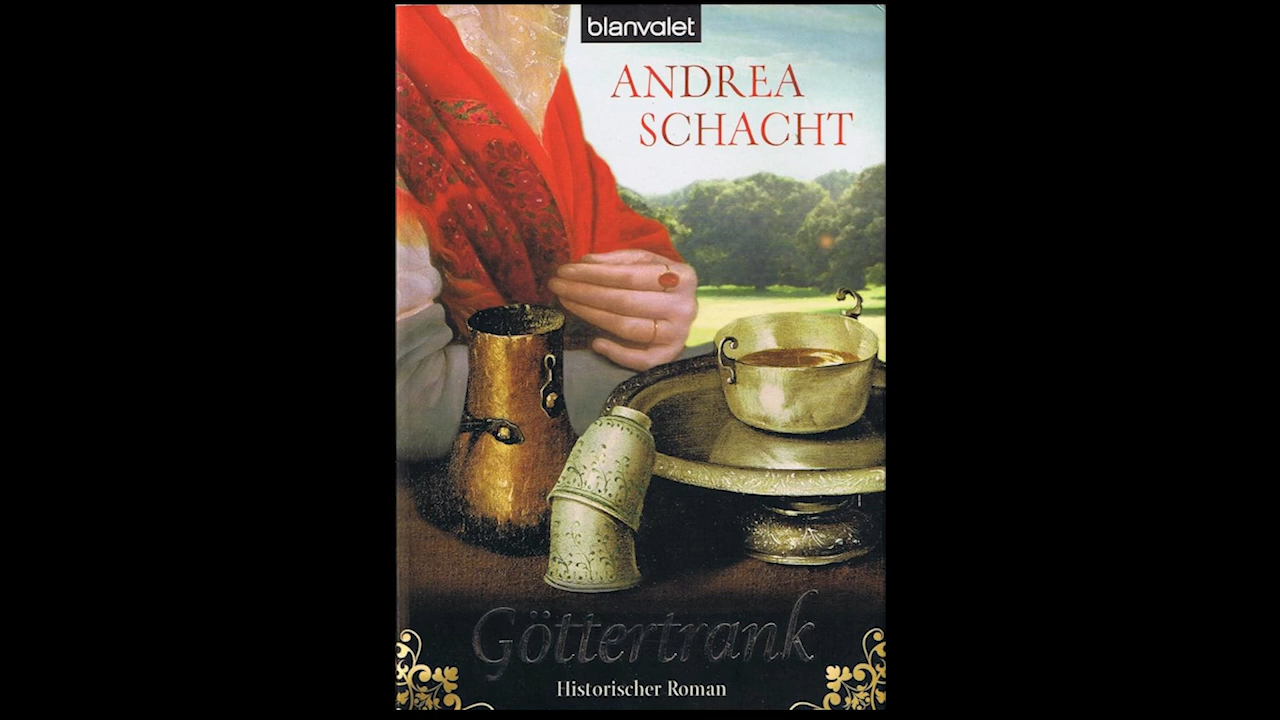 blanvalet
ANDREA
SCHACHT
Göttertrank
Historischer Roman